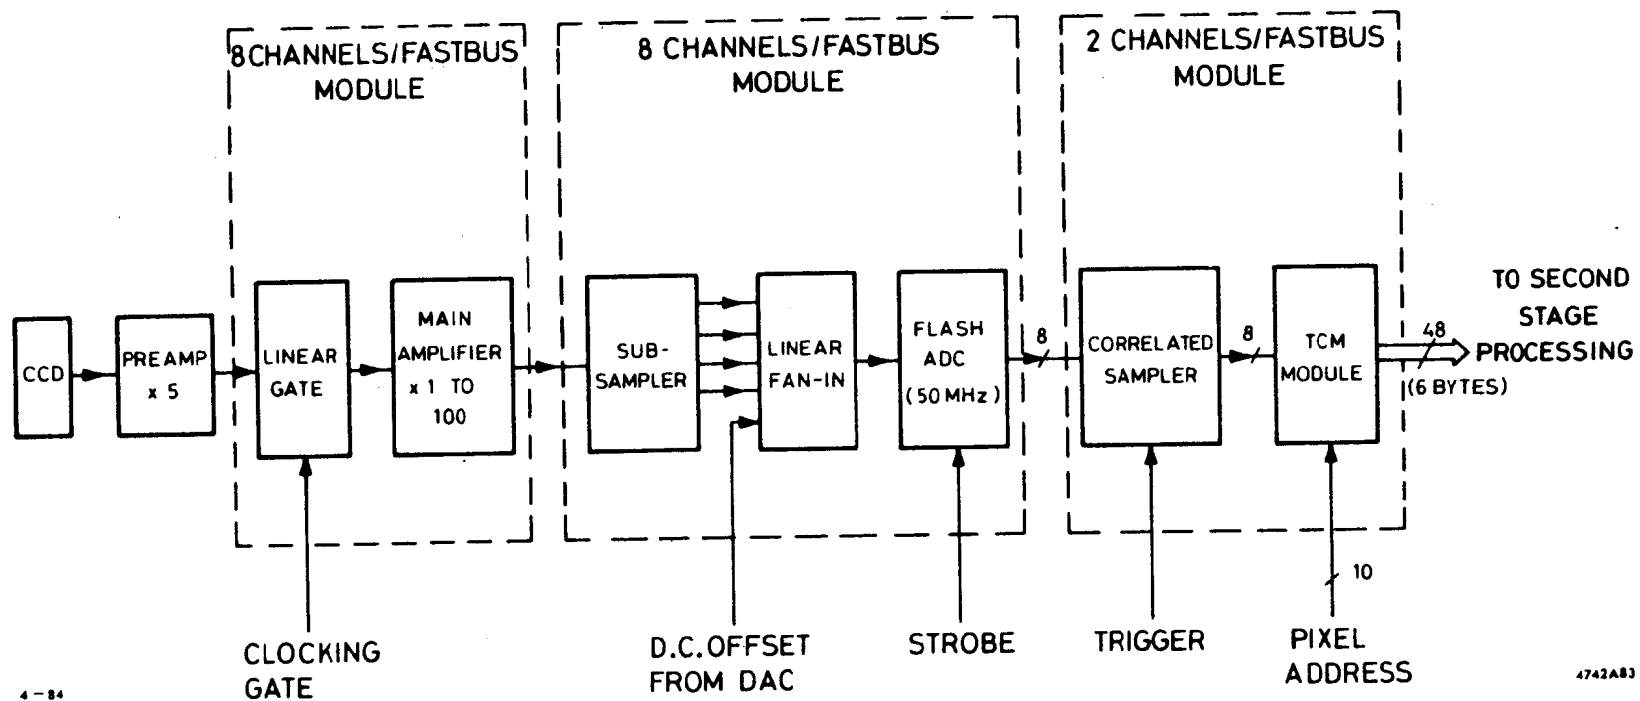 8 CHANNELS/FASTBUS
MODULE
8 CHANNELS/FASTBUS
MODULE
2 CHANNELS/FASTBUS
MODULE
CCD
PREAMP
x 5
LINEAR
GATE
MAIN
AMPLIFIER
x 1 TO
100
SUB-
SAMPLER
LINEAR
FAN-IN
FLASH
ADC
(50 MHz)
8
CORRELATED
SAMPLER
8
TCM
MODULE
48
(6 BYTES)
TO SECOND
STAGE
PROCESSING
10
CLOCKING
GATE
D.C.OFFSET
FROM DAC
STROBE
TRIGGER
PIXEL
ADDRESS
4-84
4742A83